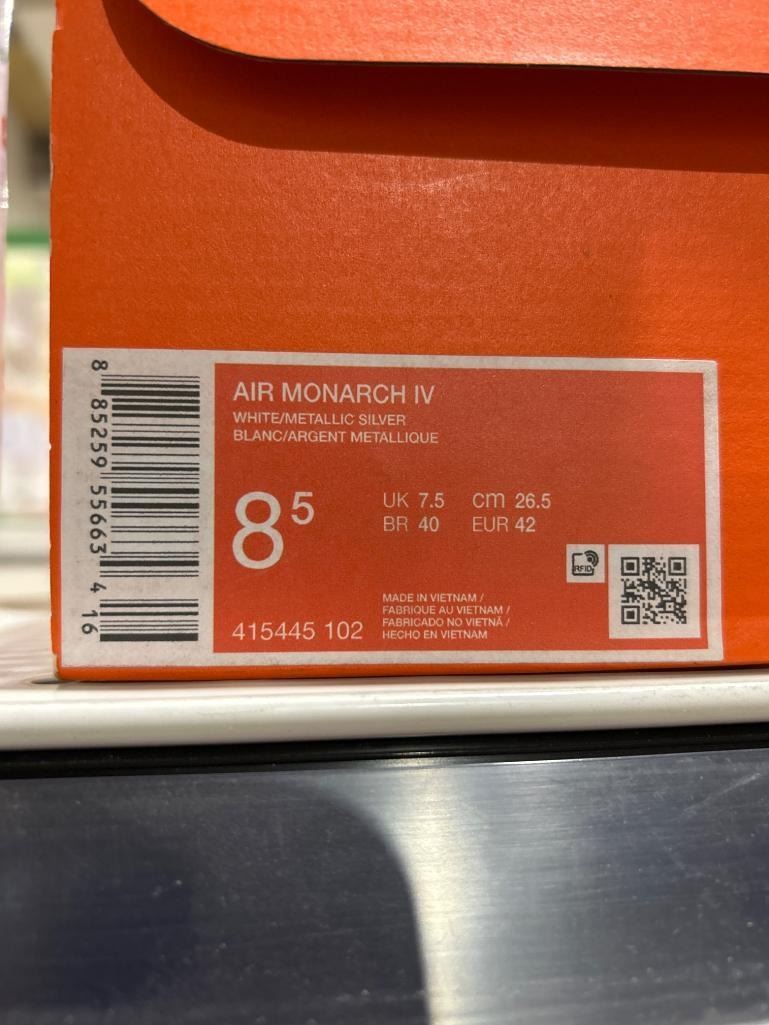 AIR MONARCH IV
WHITE/METALLIC SILVER
BLANC/ARGENT METALLIQUE
8 5
UK 7.5 cm 26.5
BR 40 EUR 42
RFID
MADE IN VIETNAM /
FABRIQUE AU VIETNAM /
FABRICADO NO VIETNÃ /
HECHO EN VIETNAM
415445 102
8 85259 55663 4 16